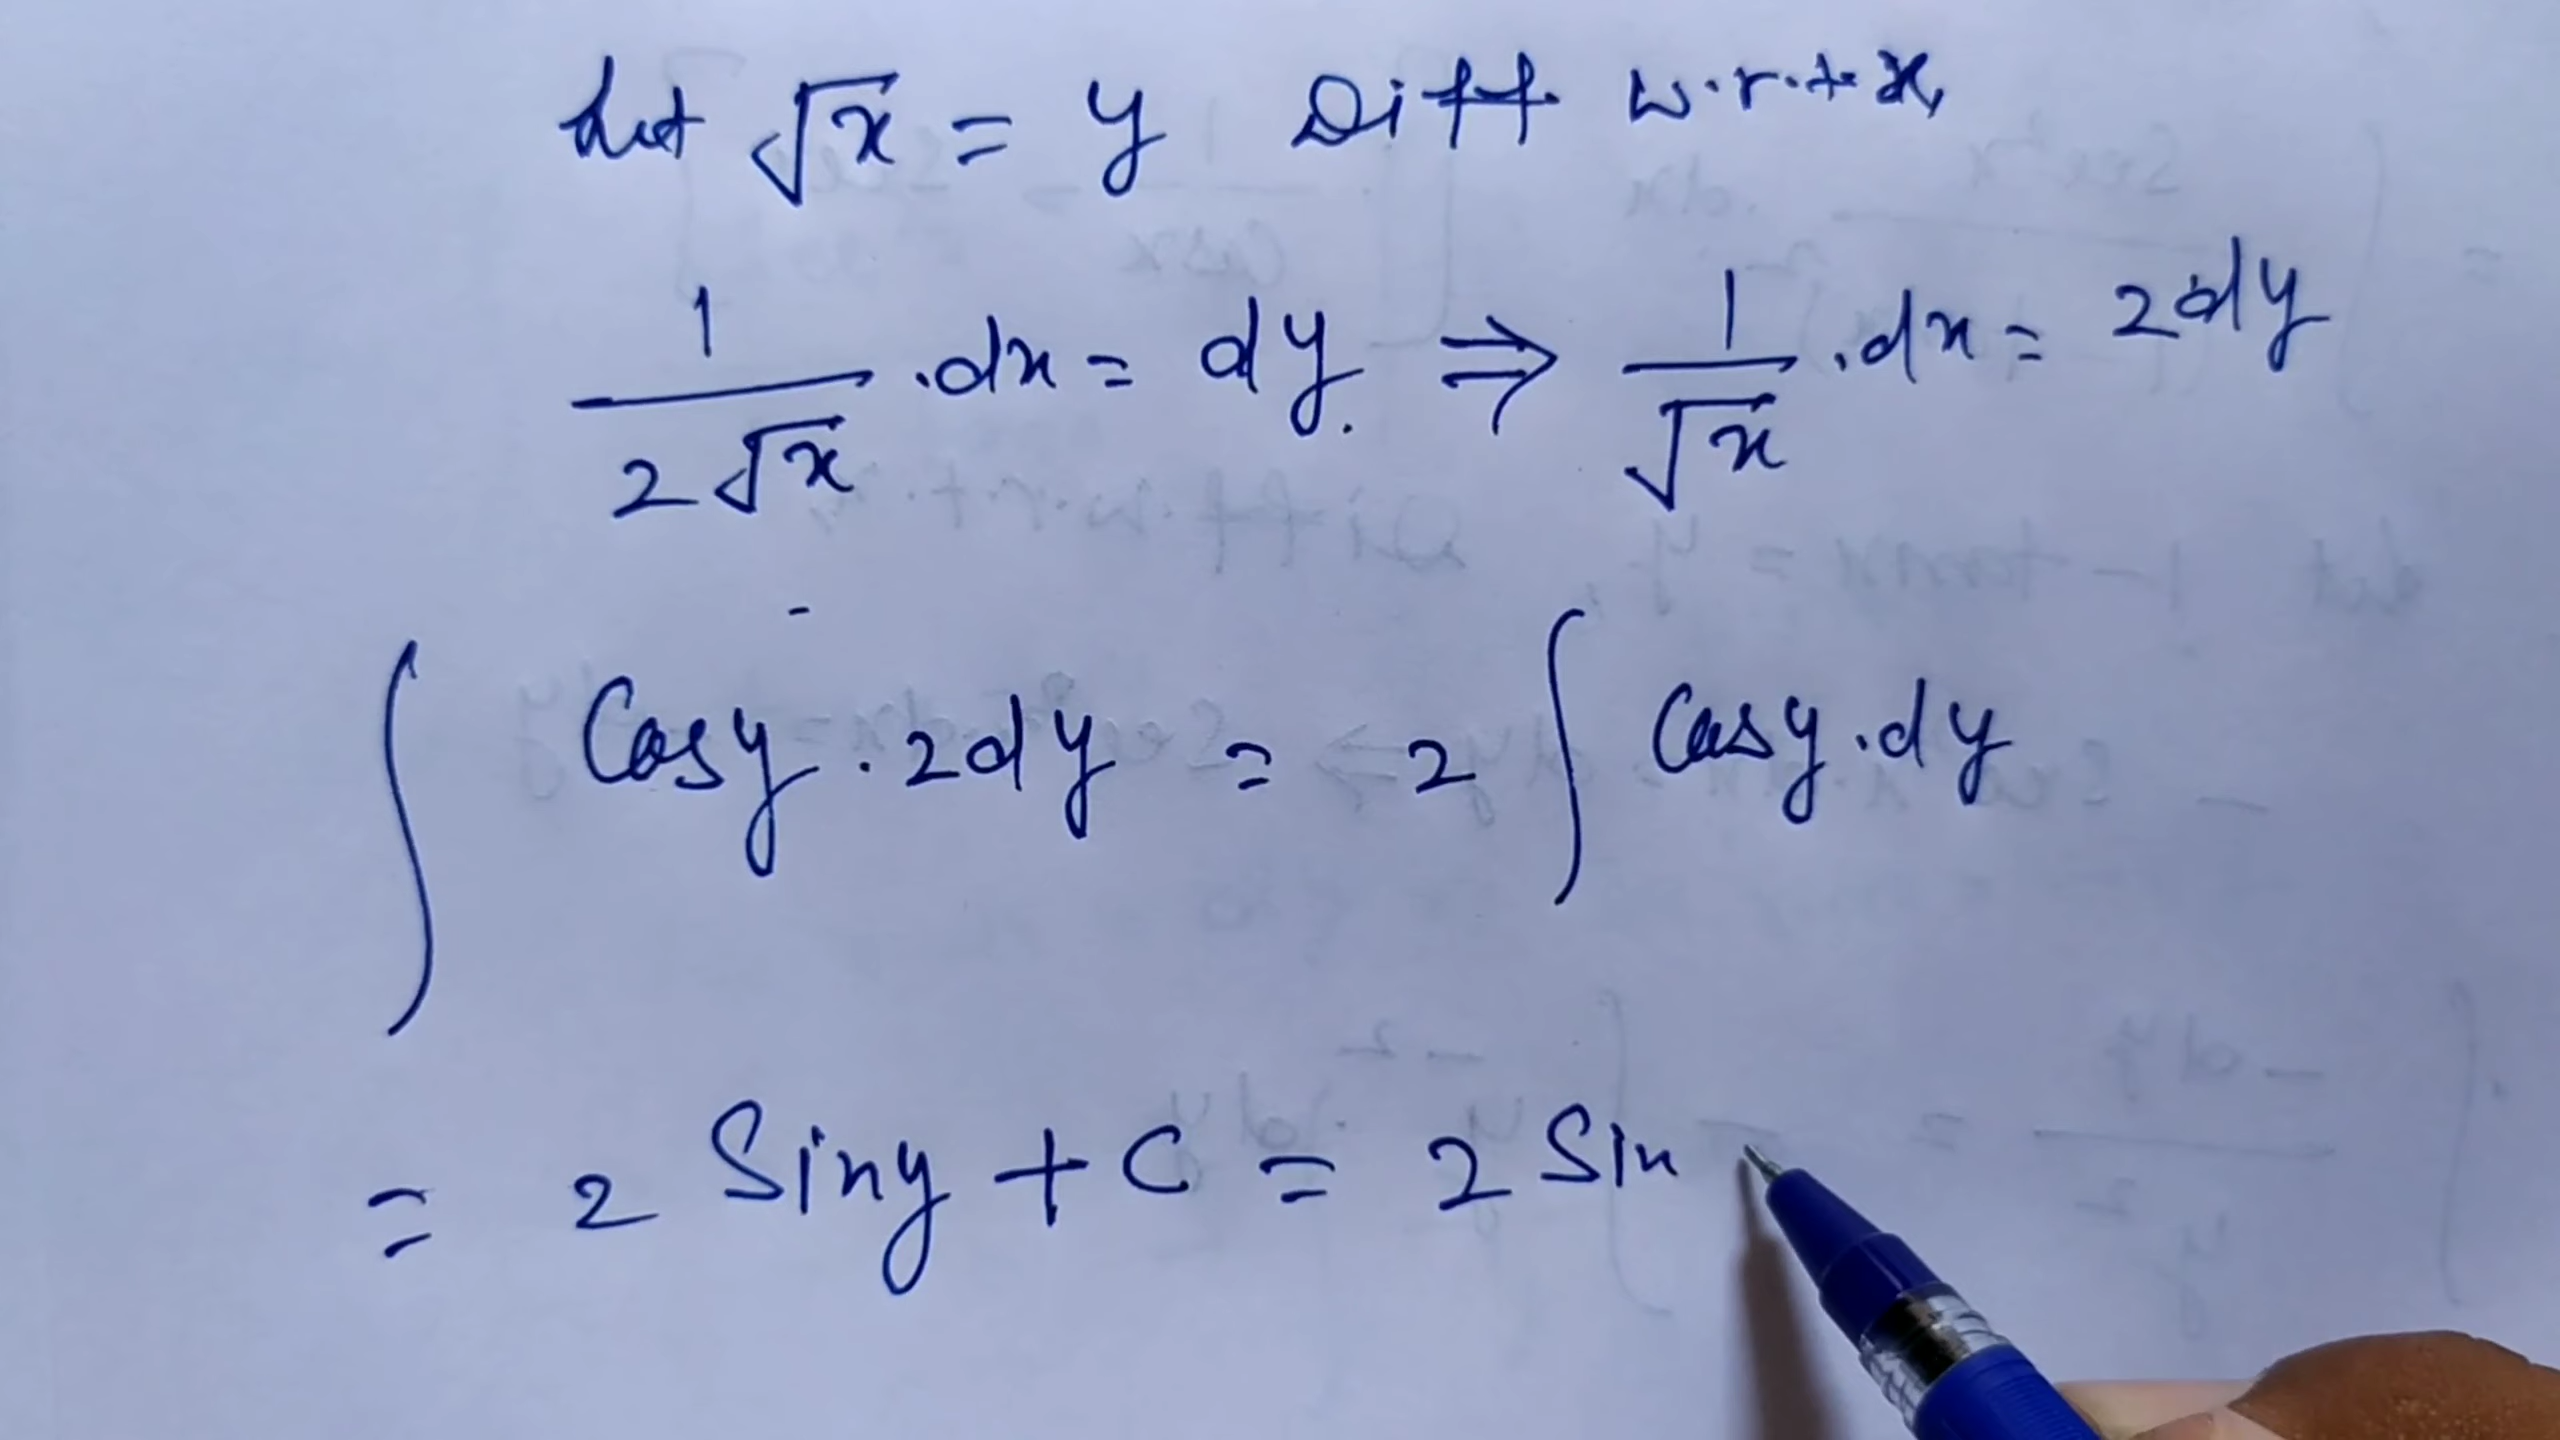 Let √x = y Diff w.r.t x,
1/(2√x) .dx = dy. ⇒ 1/√x .dx = 2dy
∫ Cosy . 2dy = 2 ∫ Cosy . dy
= 2 Siny + C = 2 Sin